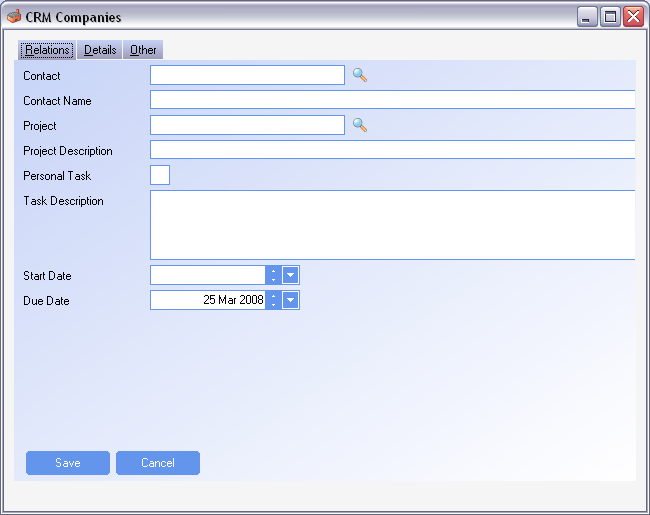 CRM Companies
Relations Details Other
Contact
Contact Name
Project
Project Description
Personal Task
Task Description
Start Date
Due Date 25 Mar 2008
Save Cancel